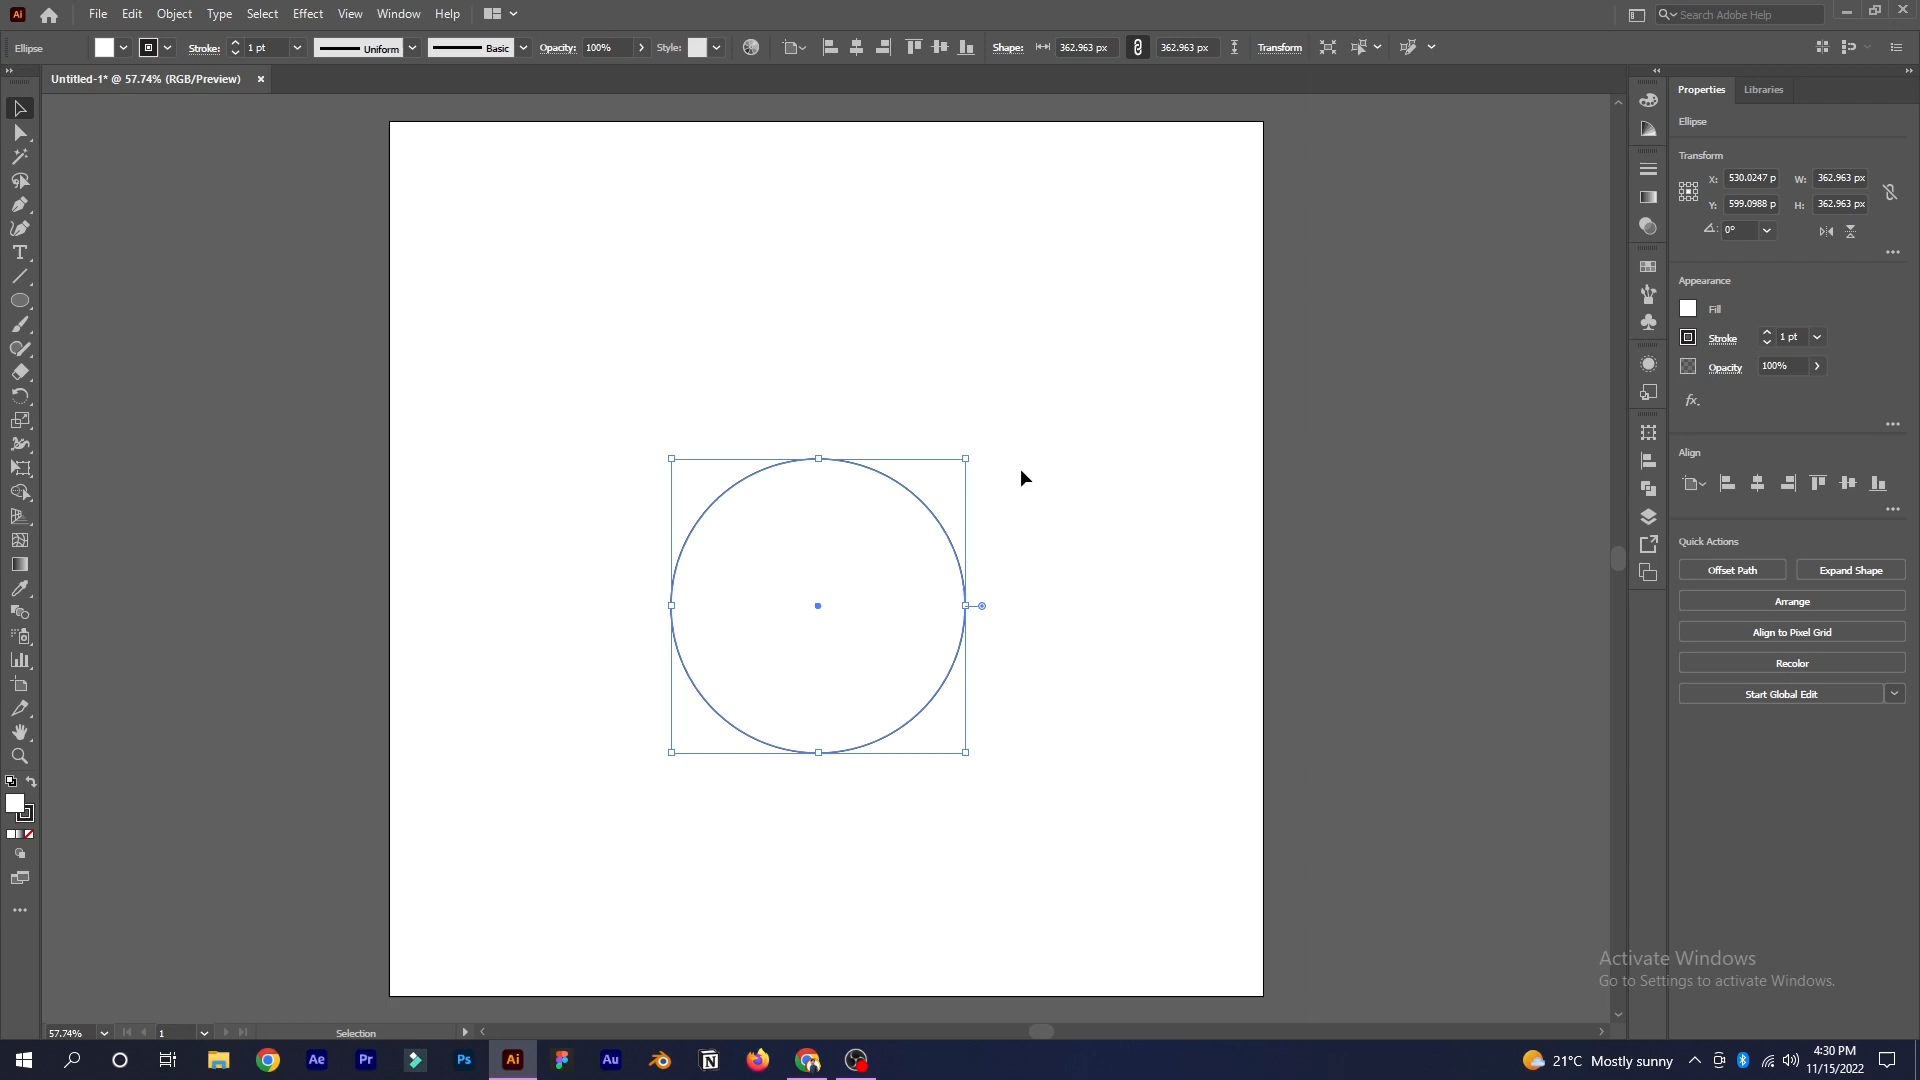 Ai File Edit Object Type Select Effect View Window Help Search Adobe Help
Ellipse Stroke: 1 pt Uniform Basic Opacity: 100% Style: Shape: 362.963 px 362.963 px Transform
Untitled-1* @ 57.74% (RGB/Preview) ×
Properties Libraries
Ellipse
Transform
X: 530.0247 p W: 362.963 px
Y: 599.0988 p H: 362.963 px
0°
Appearance
Fill
Stroke 1 pt
Opacity 100%
fx.
Align
Quick Actions
Offset Path Expand Shape
Arrange
Align to Pixel Grid
Recolor
Start Global Edit
Activate Windows
Go to Settings to activate Windows.
57.74% 1 Selection
Ae Pr Ps Ai Au N 21°C Mostly sunny 4:30 PM
11/15/2022